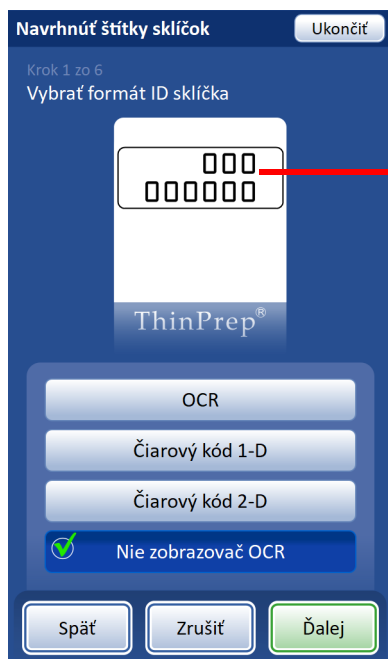 Navrhnúť štítky sklíčok
Ukončiť
Krok 1 zo 6
Vybrať formát ID sklíčka
000
000000
ThinPrep®
OCR
Čiarový kód 1-D
Čiarový kód 2-D
Nie zobrazovač OCR
Späť
Zrušiť
Ďalej